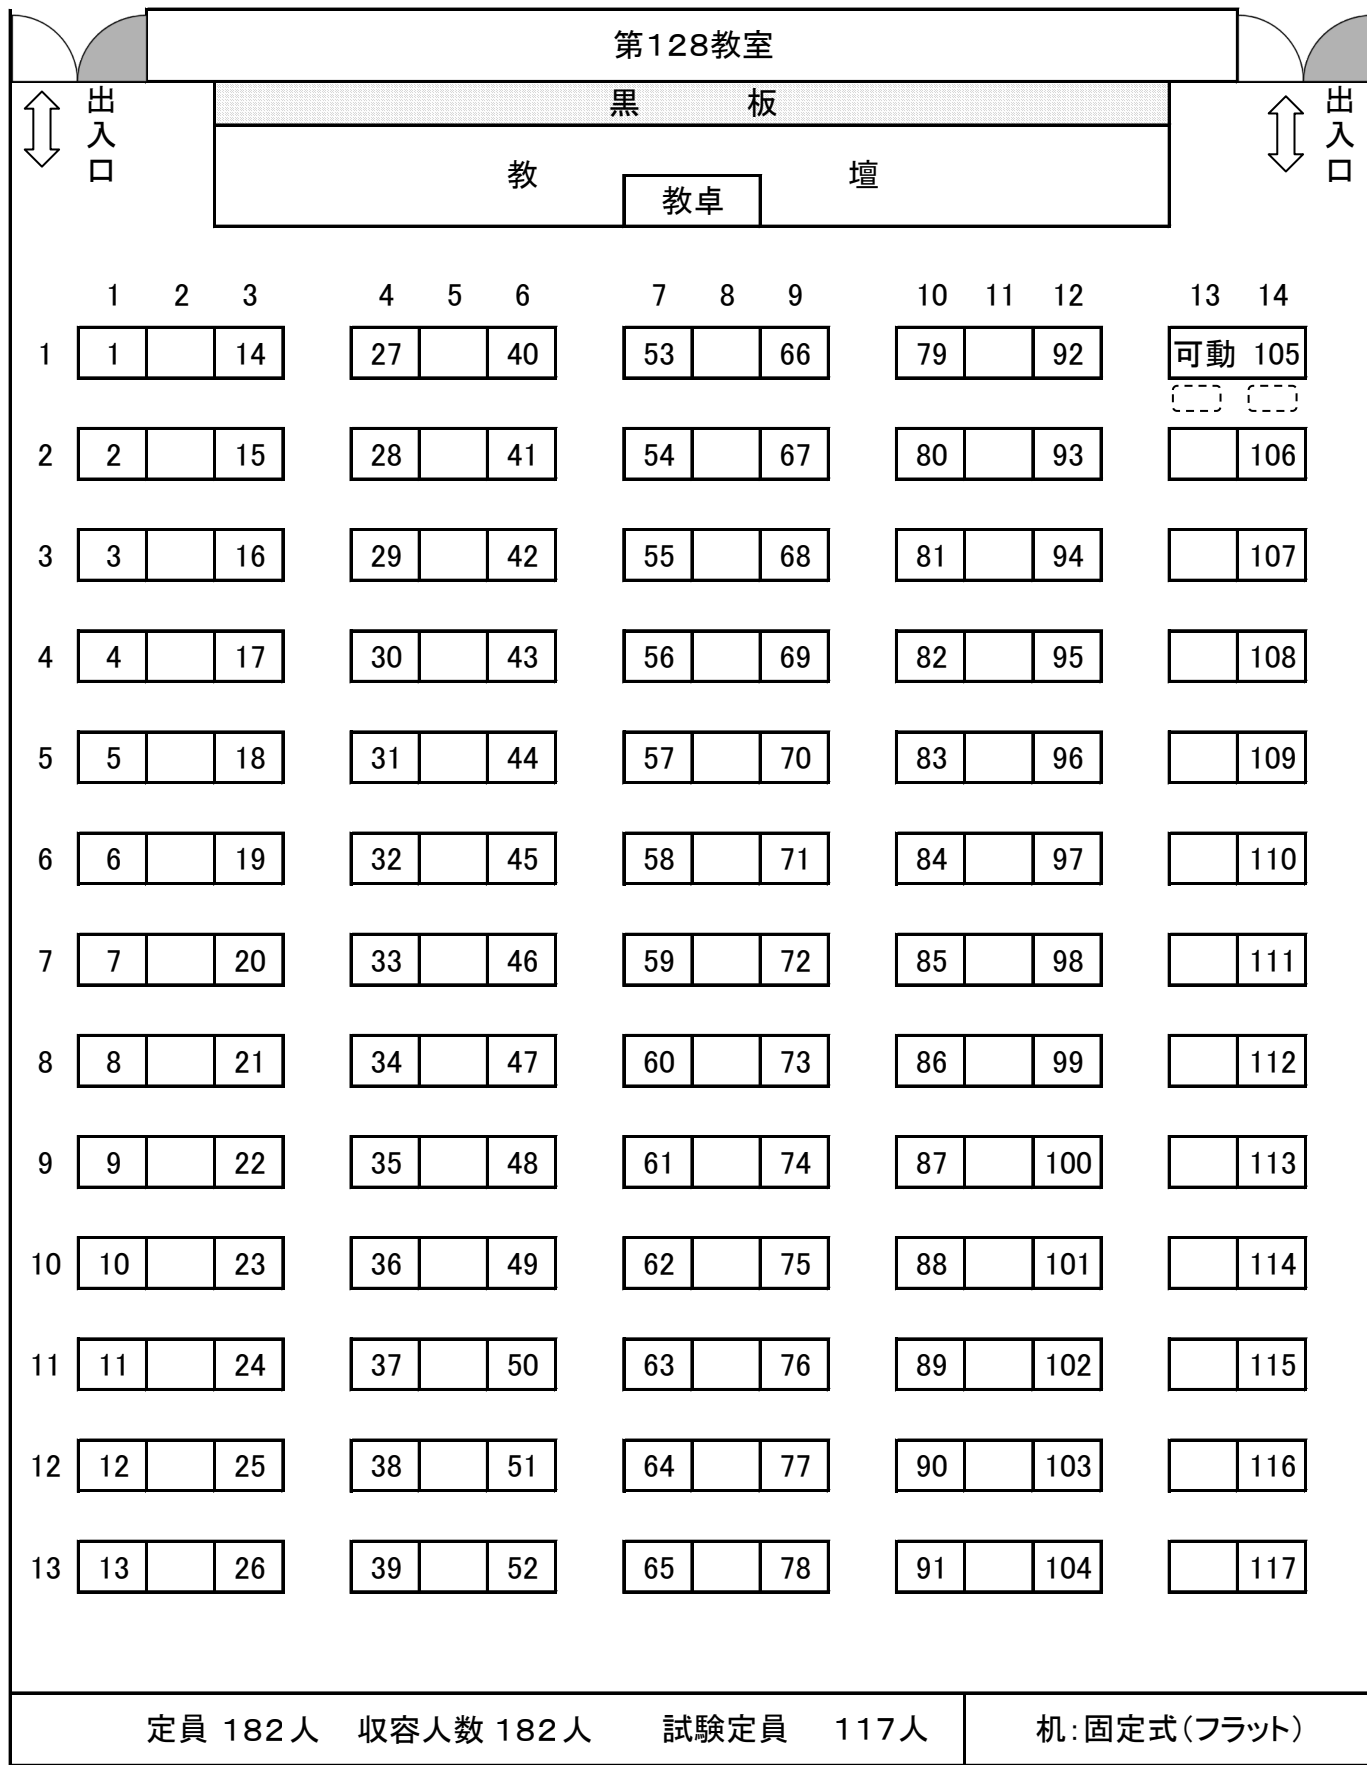 第128教室
出入口
黒 板
出入口
教 壇
教卓
1 2 3 4 5 6 7 8 9 10 11 12 13 14
1 1 14 27 40 53 66 79 92 可動 105
2 2 15 28 41 54 67 80 93 106
3 3 16 29 42 55 68 81 94 107
4 4 17 30 43 56 69 82 95 108
5 5 18 31 44 57 70 83 96 109
6 6 19 32 45 58 71 84 97 110
7 7 20 33 46 59 72 85 98 111
8 8 21 34 47 60 73 86 99 112
9 9 22 35 48 61 74 87 100 113
10 10 23 36 49 62 75 88 101 114
11 11 24 37 50 63 76 89 102 115
12 12 25 38 51 64 77 90 103 116
13 13 26 39 52 65 78 91 104 117
定員 182人 収容人数 182人 試験定員 117人 机:固定式(フラット)